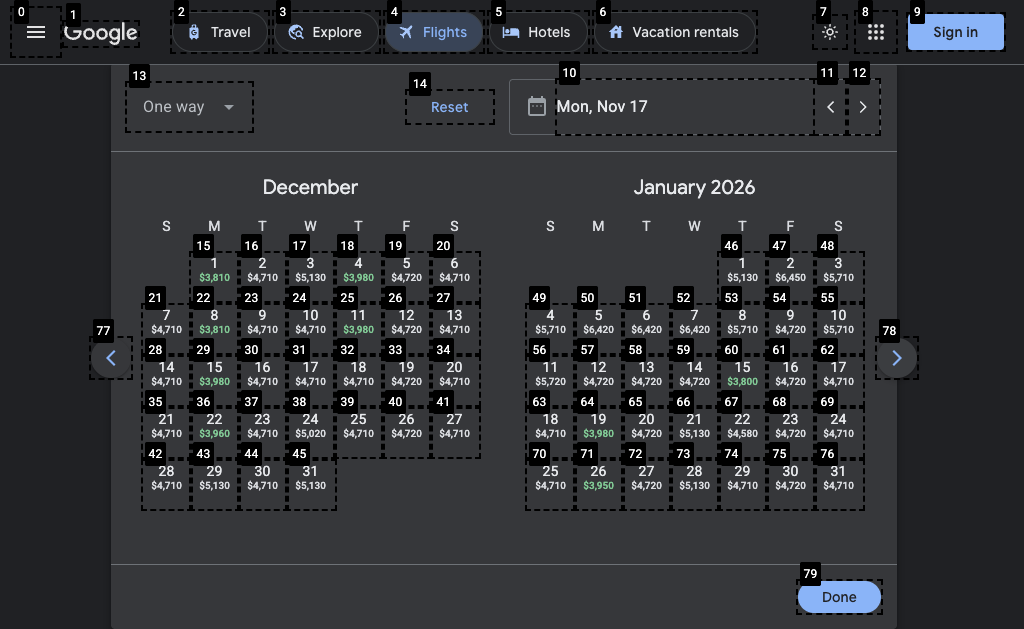 0 1 2 3 4 5 6 7 8 9
Google Travel Explore Flights Hotels Vacation rentals Sign in
13 14 10 11 12
One way Reset Mon, Nov 17
December January 2026
S M T W T F S S M T W T F S
15 16 17 18 19 20 46 47 48
1 2 3 4 5 6 1 2 3
$3,810 $4,710 $5,130 $3,980 $4,720 $4,710 $5,130 $6,450 $5,710
21 22 23 24 25 26 27 49 50 51 52 53 54 55
7 8 9 10 11 12 13 4 5 6 7 8 9 10
$4,710 $3,810 $4,710 $4,710 $3,980 $4,720 $4,710 $5,710 $6,420 $6,420 $6,420 $5,710 $4,720 $5,710
77 78
28 29 30 31 32 33 34 56 57 58 59 60 61 62
14 15 16 17 18 19 20 11 12 13 14 15 16 17
$4,710 $3,980 $4,710 $4,710 $4,710 $4,720 $4,710 $5,720 $4,720 $4,720 $4,720 $3,800 $4,720 $4,710
35 36 37 38 39 40 41 63 64 65 66 67 68 69
21 22 23 24 25 26 27 18 19 20 21 22 23 24
$4,710 $3,960 $4,710 $5,020 $4,710 $4,720 $4,710 $4,710 $3,980 $4,720 $5,130 $4,580 $4,720 $4,710
42 43 44 45 70 71 72 73 74 75 76
28 29 30 31 25 26 27 28 29 30 31
$4,710 $5,130 $4,710 $5,130 $4,710 $3,950 $4,720 $5,130 $4,710 $4,720 $4,710
79
Done